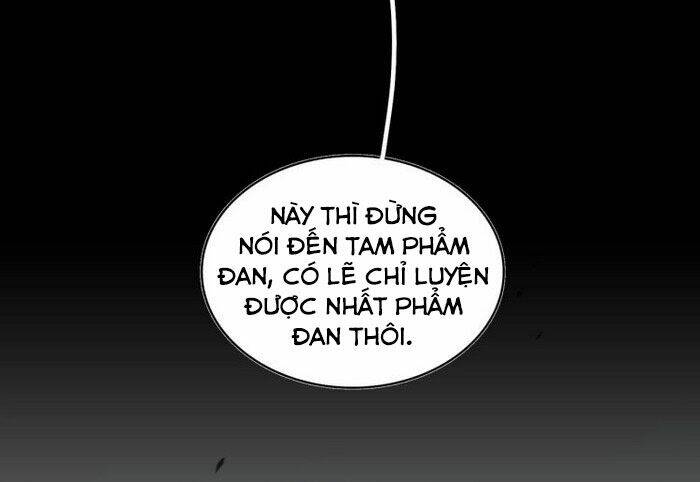 NÀY THÌ ĐỪNG
NÓI ĐẾN TAM PHẨM
ĐAN, CÓ LẼ CHỈ LUYỆN
ĐƯỢC NHẤT PHẨM
ĐAN THÔI.